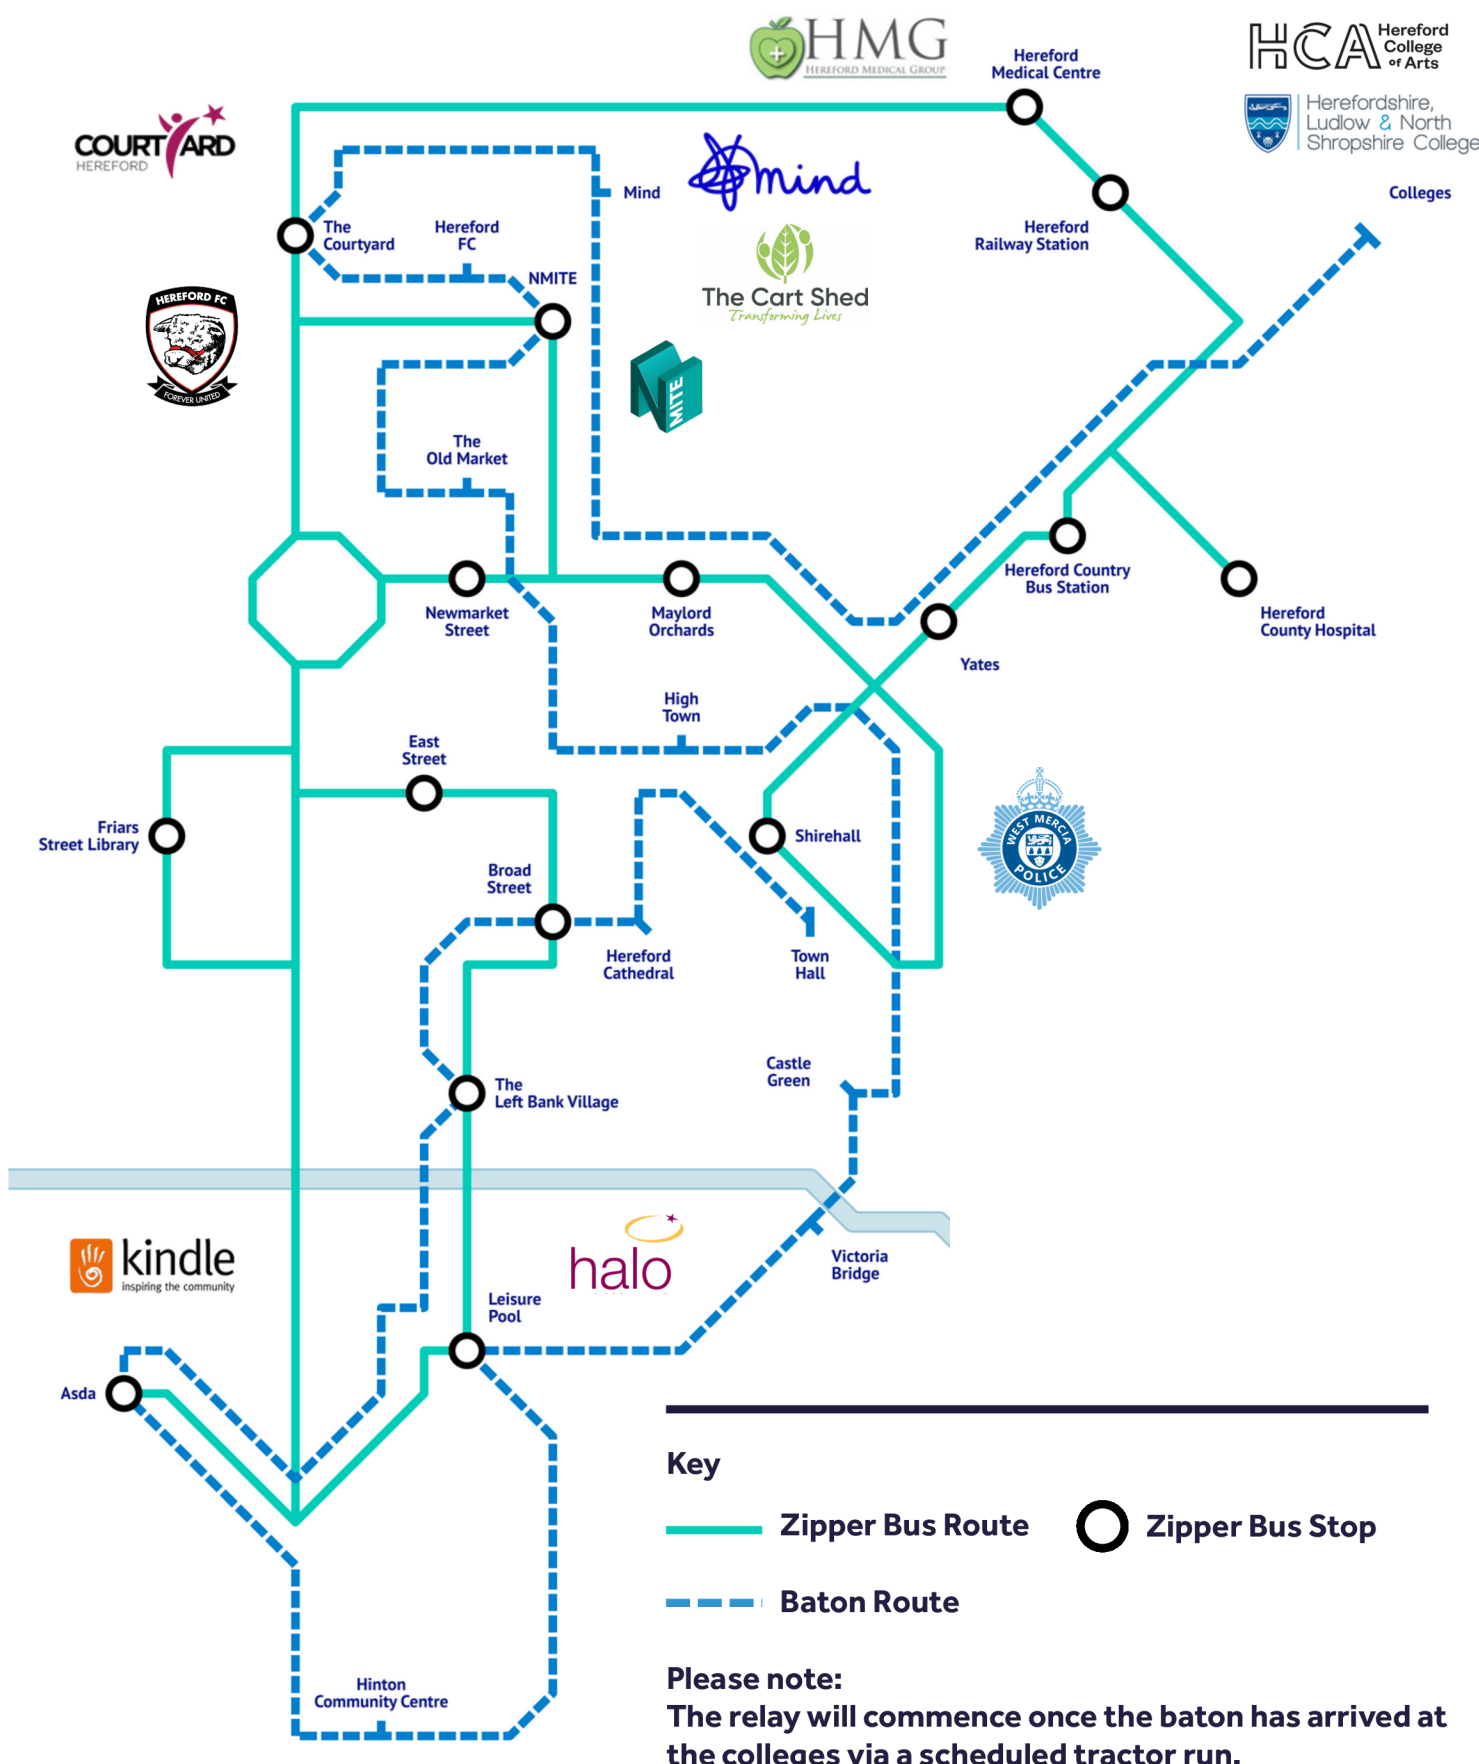 HMG
HEREFORD MEDICAL GROUP
Hereford
Medical Centre
HCA
Hereford
College
of Arts
Herefordshire,
Ludlow & North
Shropshire College
COURTYARD
HEREFORD
mind
Mind
Colleges
The
Courtyard
Hereford
FC
Hereford
Railway Station
NMITE
The Cart Shed
Transforming Lives
HEREFORD FC
FOREVER UNITED
NMITE
The
Old Market
Newmarket
Street
Maylord
Orchards
Hereford Country
Bus Station
Hereford
County Hospital
Yates
High
Town
East
Street
Friars
Street Library
Shirehall
WEST MERCIA
POLICE
Broad
Street
Hereford
Cathedral
Town
Hall
Castle
Green
The
Left Bank Village
kindle
inspiring the community
halo
Victoria
Bridge
Leisure
Pool
Asda
Key
Zipper Bus Route
Zipper Bus Stop
Baton Route
Hinton
Community Centre
Please note:
The relay will commence once the baton has arrived at
the colleges via a scheduled tractor run.